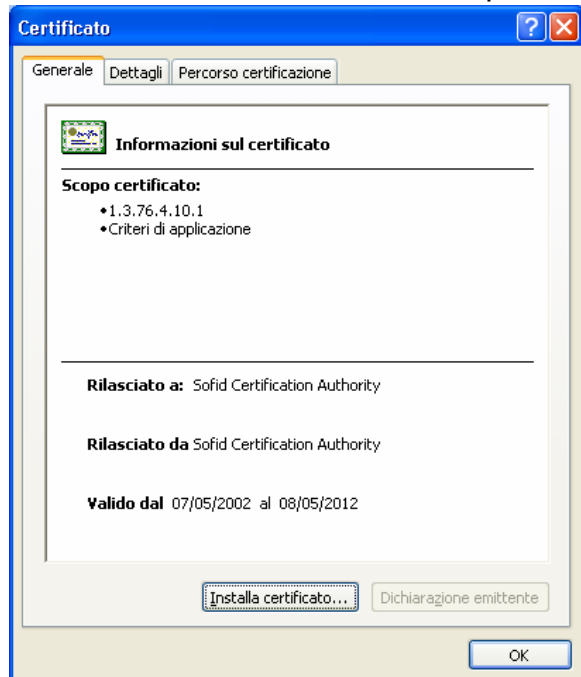 Certificato
Generale Dettagli Percorso certificazione
Informazioni sul certificato
Scopo certificato:
•1.3.76.4.10.1
•Criteri di applicazione
Rilasciato a: Sofid Certification Authority
Rilasciato da Sofid Certification Authority
Valido dal 07/05/2002 al 08/05/2012
Installa certificato... Dichiarazione emittente
OK